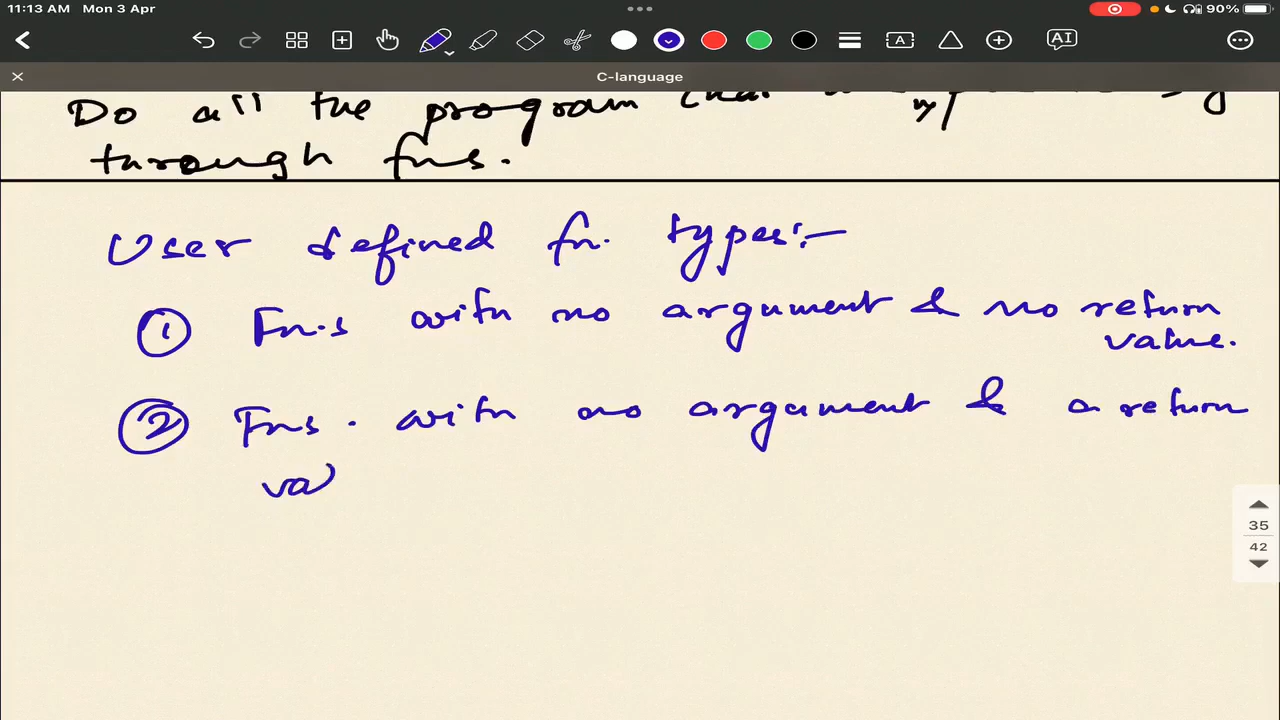 11:13 AM Mon 3 Apr
90%
A
AI
C-language
Do all the program
through fns.
User defined fn. types:-
① Fn.s with no argument & no return
value.
② Fns. with no argument & a return
va
35
42